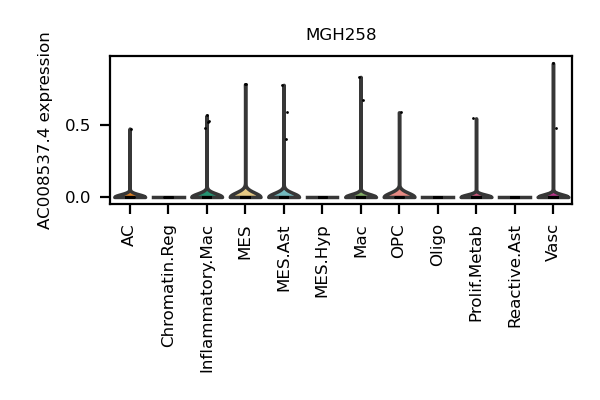 MGH258
AC008537.4 expression
0.5
0.0
AC
Chromatin.Reg
Inflammatory.Mac
MES
MES.Ast
MES.Hyp
Mac
OPC
Oligo
Prolif.Metab
Reactive.Ast
Vasc